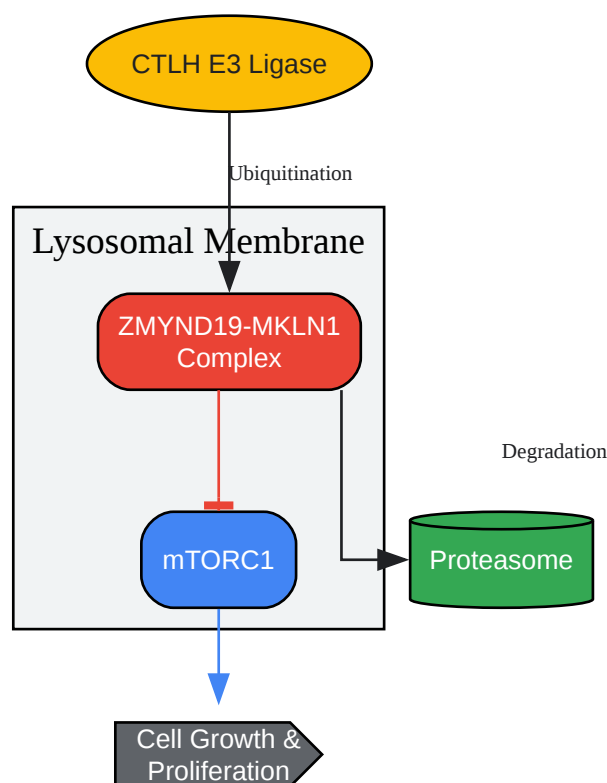 CTLH E3 Ligase
Ubiquitination
Lysosomal Membrane
ZMYND19-MKLN1
Complex
Degradation
mTORC1
Proteasome
Cell Growth &
Proliferation